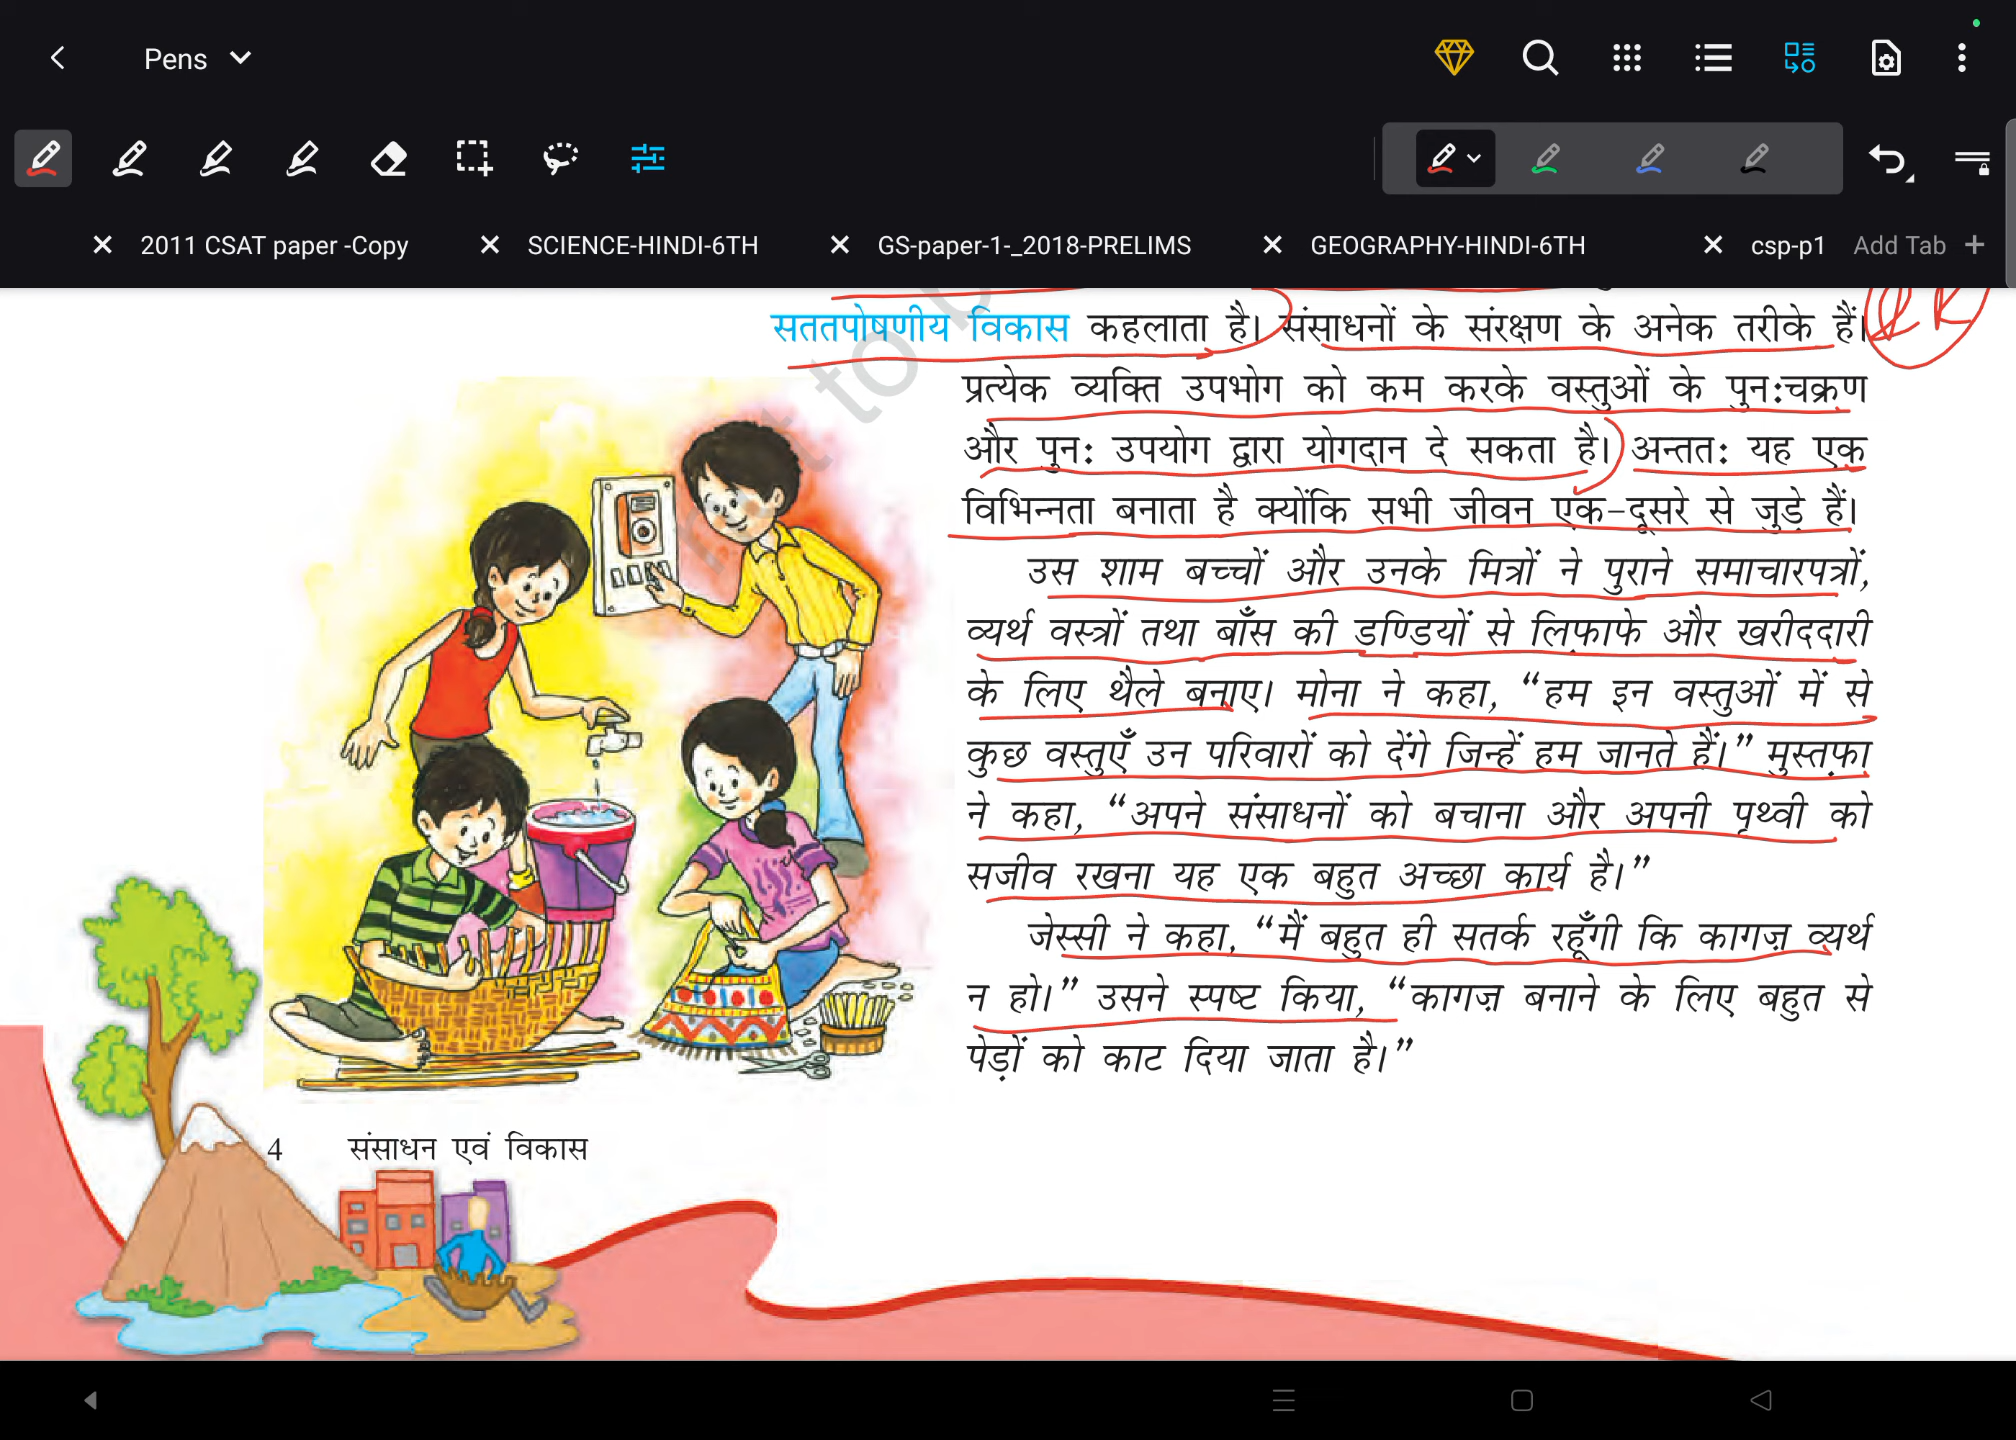 Pens
2011 CSAT paper -Copy
SCIENCE-HINDI-6TH
GS-paper-1-_2018-PRELIMS
GEOGRAPHY-HINDI-6TH
csp-p1
Add Tab +
सततपोषणीय विकास कहलाता है। संसाधनों के संरक्षण के अनेक तरीके हैं।
प्रत्येक व्यक्ति उपभोग को कम करके वस्तुओं के पुनःचक्रण
और पुनः उपयोग द्वारा योगदान दे सकता है। अन्ततः यह एक
विभिन्नता बनाता है क्योंकि सभी जीवन एक-दूसरे से जुड़े हैं।
उस शाम बच्चों और उनके मित्रों ने पुराने समाचारपत्रों,
व्यर्थ वस्त्रों तथा बाँस की डण्डियों से लिफ़ाफे और खरीददारी
के लिए थैले बनाए। मोना ने कहा, “हम इन वस्तुओं में से
कुछ वस्तुएँ उन परिवारों को देंगे जिन्हें हम जानते हैं।” मुस्तफ़ा
ने कहा, “अपने संसाधनों को बचाना और अपनी पृथ्वी को
सजीव रखना यह एक बहुत अच्छा कार्य है।”
जेस्सी ने कहा, “मैं बहुत ही सतर्क रहूँगी कि कागज़ व्यर्थ
न हो।” उसने स्पष्ट किया, “कागज़ बनाने के लिए बहुत से
पेड़ों को काट दिया जाता है।”
4 संसाधन एवं विकास